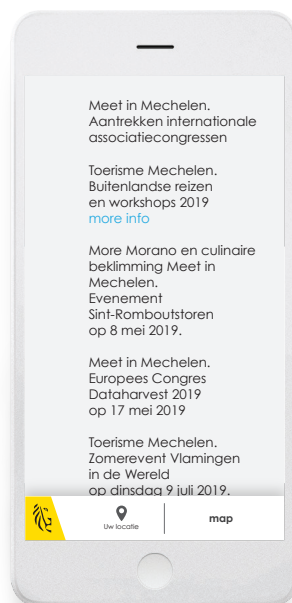 Meet in Mechelen.
Aantrekken internationale
associatiecongressen
Toerisme Mechelen.
Buitenlandse reizen
en workshops 2019
more info
More Morano en culinaire
beklimming Meet in
Mechelen.
Evenement
Sint-Romboutstoren
op 8 mei 2019.
Meet in Mechelen.
Europees Congres
Dataharvest 2019
op 17 mei 2019
Toerisme Mechelen.
Zomerevent Vlamingen
in de Wereld
op dinsdag 9 juli 2019.
Uw locatie
map